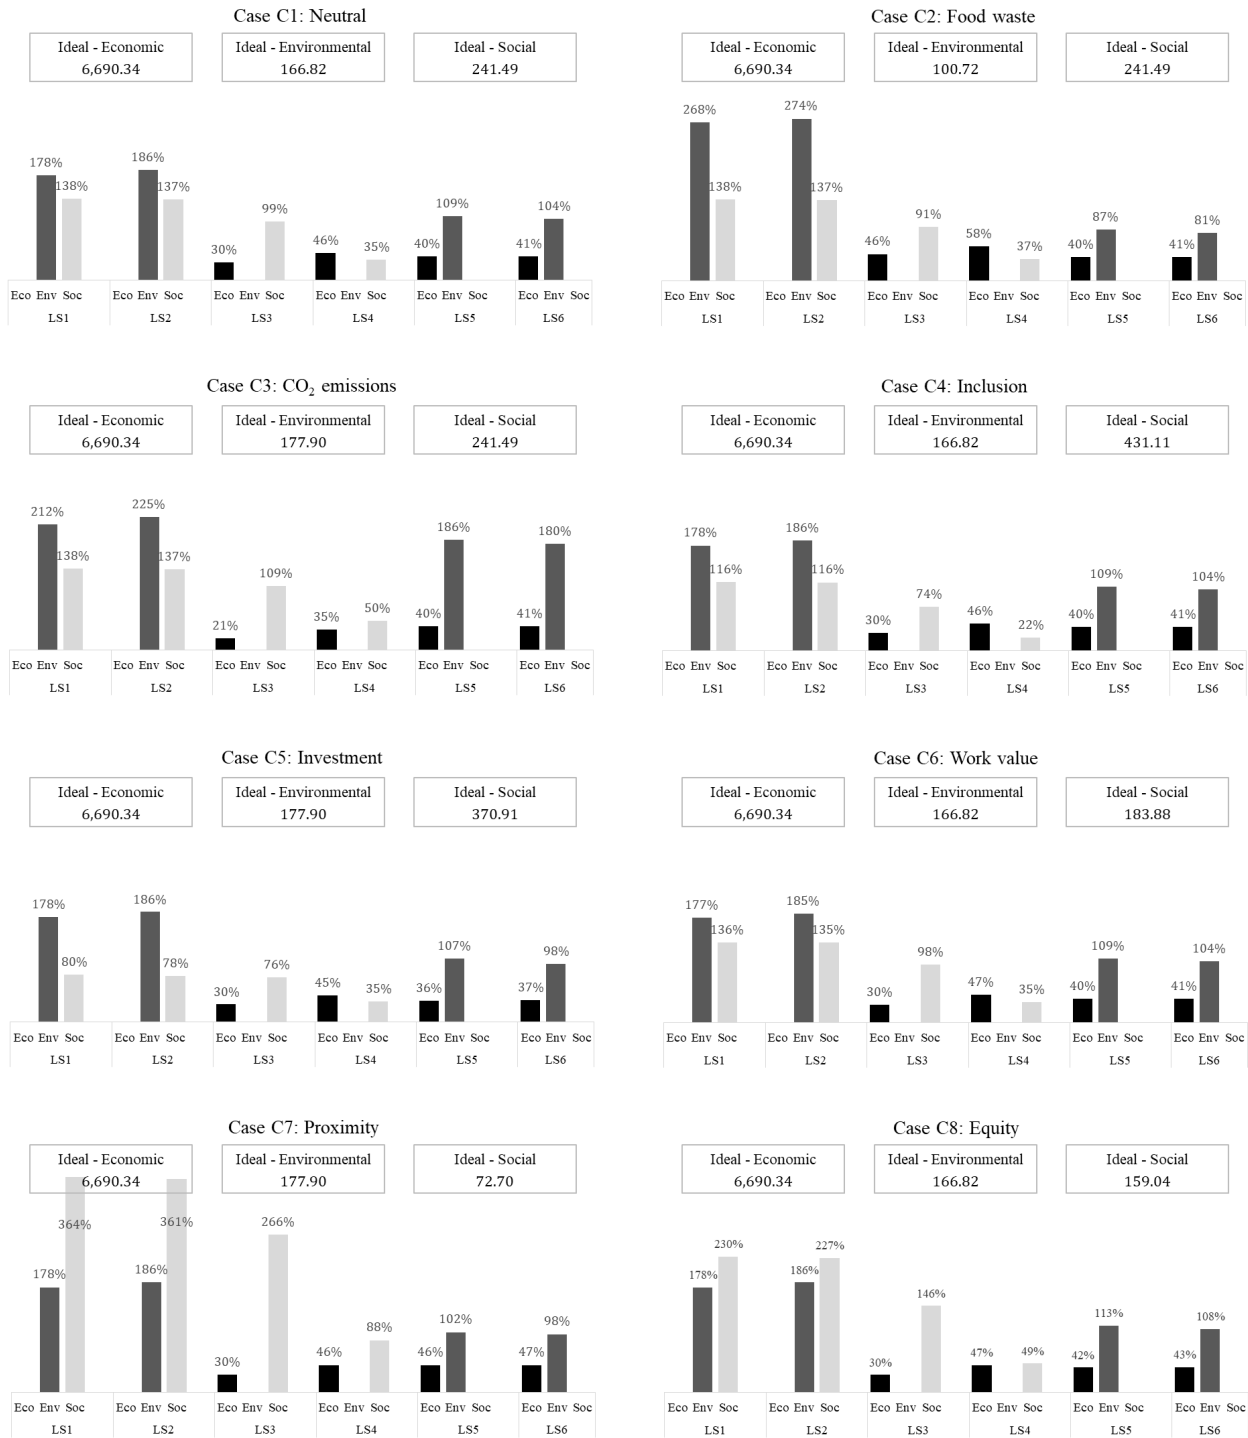 Case C1: Neutral
Ideal - Economic
6,690.34
Ideal - Environmental
166.82
Ideal - Social
241.49
178%
138%
186%
137%
30%
99%
46%
35%
40%
109%
41%
104%
Eco Env Soc Eco Env Soc Eco Env Soc Eco Env Soc Eco Env Soc Eco Env Soc
LS1 LS2 LS3 LS4 LS5 LS6
Case C2: Food waste
Ideal - Economic
6,690.34
Ideal - Environmental
100.72
Ideal - Social
241.49
268%
138%
274%
137%
46%
91%
58%
37%
40%
87%
41%
81%
Eco Env Soc Eco Env Soc Eco Env Soc Eco Env Soc Eco Env Soc Eco Env Soc
LS1 LS2 LS3 LS4 LS5 LS6
Case C3: CO₂ emissions
Ideal - Economic
6,690.34
Ideal - Environmental
177.90
Ideal - Social
241.49
212%
138%
225%
137%
21%
109%
35%
50%
40%
186%
41%
180%
Eco Env Soc Eco Env Soc Eco Env Soc Eco Env Soc Eco Env Soc Eco Env Soc
LS1 LS2 LS3 LS4 LS5 LS6
Case C4: Inclusion
Ideal - Economic
6,690.34
Ideal - Environmental
166.82
Ideal - Social
431.11
178%
116%
186%
116%
30%
74%
46%
22%
40%
109%
41%
104%
Eco Env Soc Eco Env Soc Eco Env Soc Eco Env Soc Eco Env Soc Eco Env Soc
LS1 LS2 LS3 LS4 LS5 LS6
Case C5: Investment
Ideal - Economic
6,690.34
Ideal - Environmental
177.90
Ideal - Social
370.91
178%
80%
186%
78%
30%
76%
45%
35%
36%
107%
37%
98%
Eco Env Soc Eco Env Soc Eco Env Soc Eco Env Soc Eco Env Soc Eco Env Soc
LS1 LS2 LS3 LS4 LS5 LS6
Case C6: Work value
Ideal - Economic
6,690.34
Ideal - Environmental
166.82
Ideal - Social
183.88
177%
136%
185%
135%
30%
98%
47%
35%
40%
109%
41%
104%
Eco Env Soc Eco Env Soc Eco Env Soc Eco Env Soc Eco Env Soc Eco Env Soc
LS1 LS2 LS3 LS4 LS5 LS6
Case C7: Proximity
Ideal - Economic
6,690.34
Ideal - Environmental
177.90
Ideal - Social
72.70
178%
364%
186%
361%
30%
266%
46%
88%
46%
102%
47%
98%
Eco Env Soc Eco Env Soc Eco Env Soc Eco Env Soc Eco Env Soc Eco Env Soc
LS1 LS2 LS3 LS4 LS5 LS6
Case C8: Equity
Ideal - Economic
6,690.34
Ideal - Environmental
166.82
Ideal - Social
159.04
178%
230%
186%
227%
30%
146%
47%
49%
42%
113%
43%
108%
Eco Env Soc Eco Env Soc Eco Env Soc Eco Env Soc Eco Env Soc Eco Env Soc
LS1 LS2 LS3 LS4 LS5 LS6